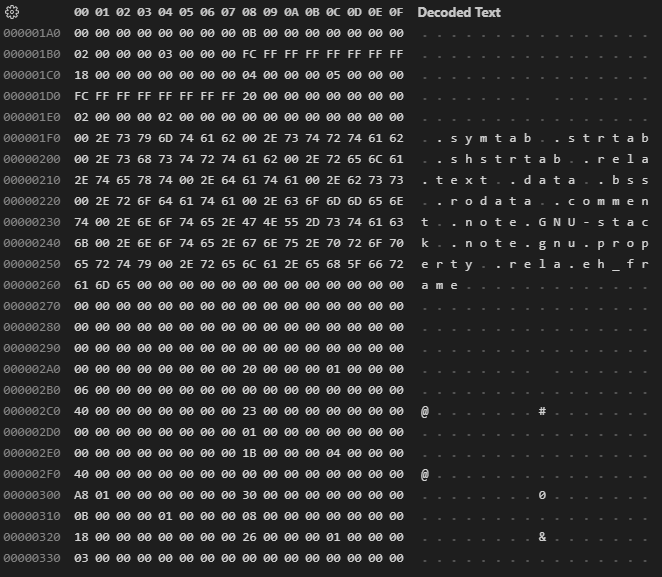 00 01 02 03 04 05 06 07 08 09 0A 0B 0C 0D 0E 0F Decoded Text
000001A0 00 00 00 00 00 00 00 00 0B 00 00 00 00 00 00 00 . . . . . . . . . . . . . . . .
000001B0 02 00 00 00 03 00 00 00 FC FF FF FF FF FF FF FF . . . . . . . . . . . . . . . .
000001C0 18 00 00 00 00 00 00 00 04 00 00 00 05 00 00 00 . . . . . . . . . . . . . . . .
000001D0 FC FF FF FF FF FF FF FF 20 00 00 00 00 00 00 00 . . . . . . . .   . . . . . . .
000001E0 02 00 00 00 02 00 00 00 00 00 00 00 00 00 00 00 . . . . . . . . . . . . . . . .
000001F0 00 2E 73 79 6D 74 61 62 00 2E 73 74 72 74 61 62 . . s y m t a b . . s t r t a b
00000200 00 2E 73 68 73 74 72 74 61 62 00 2E 72 65 6C 61 . . s h s t r t a b . . r e l a
00000210 2E 74 65 78 74 00 2E 64 61 74 61 00 2E 62 73 73 . t e x t . . d a t a . . b s s
00000220 00 2E 72 6F 64 61 74 61 00 2E 63 6F 6D 6D 65 6E . . r o d a t a . . c o m m e n
00000230 74 00 2E 6E 6F 74 65 2E 47 4E 55 2D 73 74 61 63 t . . n o t e . G N U - s t a c
00000240 6B 00 2E 6E 6F 74 65 2E 67 6E 75 2E 70 72 6F 70 k . . n o t e . g n u . p r o p
00000250 65 72 74 79 00 2E 72 65 6C 61 2E 65 68 5F 66 72 e r t y . . r e l a . e h _ f r
00000260 61 6D 65 00 00 00 00 00 00 00 00 00 00 00 00 00 a m e . . . . . . . . . . . . .
00000270 00 00 00 00 00 00 00 00 00 00 00 00 00 00 00 00 . . . . . . . . . . . . . . . .
00000280 00 00 00 00 00 00 00 00 00 00 00 00 00 00 00 00 . . . . . . . . . . . . . . . .
00000290 00 00 00 00 00 00 00 00 00 00 00 00 00 00 00 00 . . . . . . . . . . . . . . . .
000002A0 00 00 00 00 00 00 00 00 20 00 00 00 01 00 00 00 . . . . . . . .   . . . . . . .
000002B0 06 00 00 00 00 00 00 00 00 00 00 00 00 00 00 00 . . . . . . . . . . . . . . . .
000002C0 40 00 00 00 00 00 00 00 23 00 00 00 00 00 00 00 @ . . . . . . . # . . . . . . .
000002D0 00 00 00 00 00 00 00 00 01 00 00 00 00 00 00 00 . . . . . . . . . . . . . . . .
000002E0 00 00 00 00 00 00 00 00 1B 00 00 00 04 00 00 00 . . . . . . . . . . . . . . . .
000002F0 40 00 00 00 00 00 00 00 00 00 00 00 00 00 00 00 @ . . . . . . . . . . . . . . .
00000300 A8 01 00 00 00 00 00 00 30 00 00 00 00 00 00 00 . . . . . . . . 0 . . . . . . .
00000310 0B 00 00 00 01 00 00 00 08 00 00 00 00 00 00 00 . . . . . . . . . . . . . . . .
00000320 18 00 00 00 00 00 00 00 26 00 00 00 01 00 00 00 . . . . . . . . & . . . . . . .
00000330 03 00 00 00 00 00 00 00 00 00 00 00 00 00 00 00 . . . . . . . . . . . . . . . .